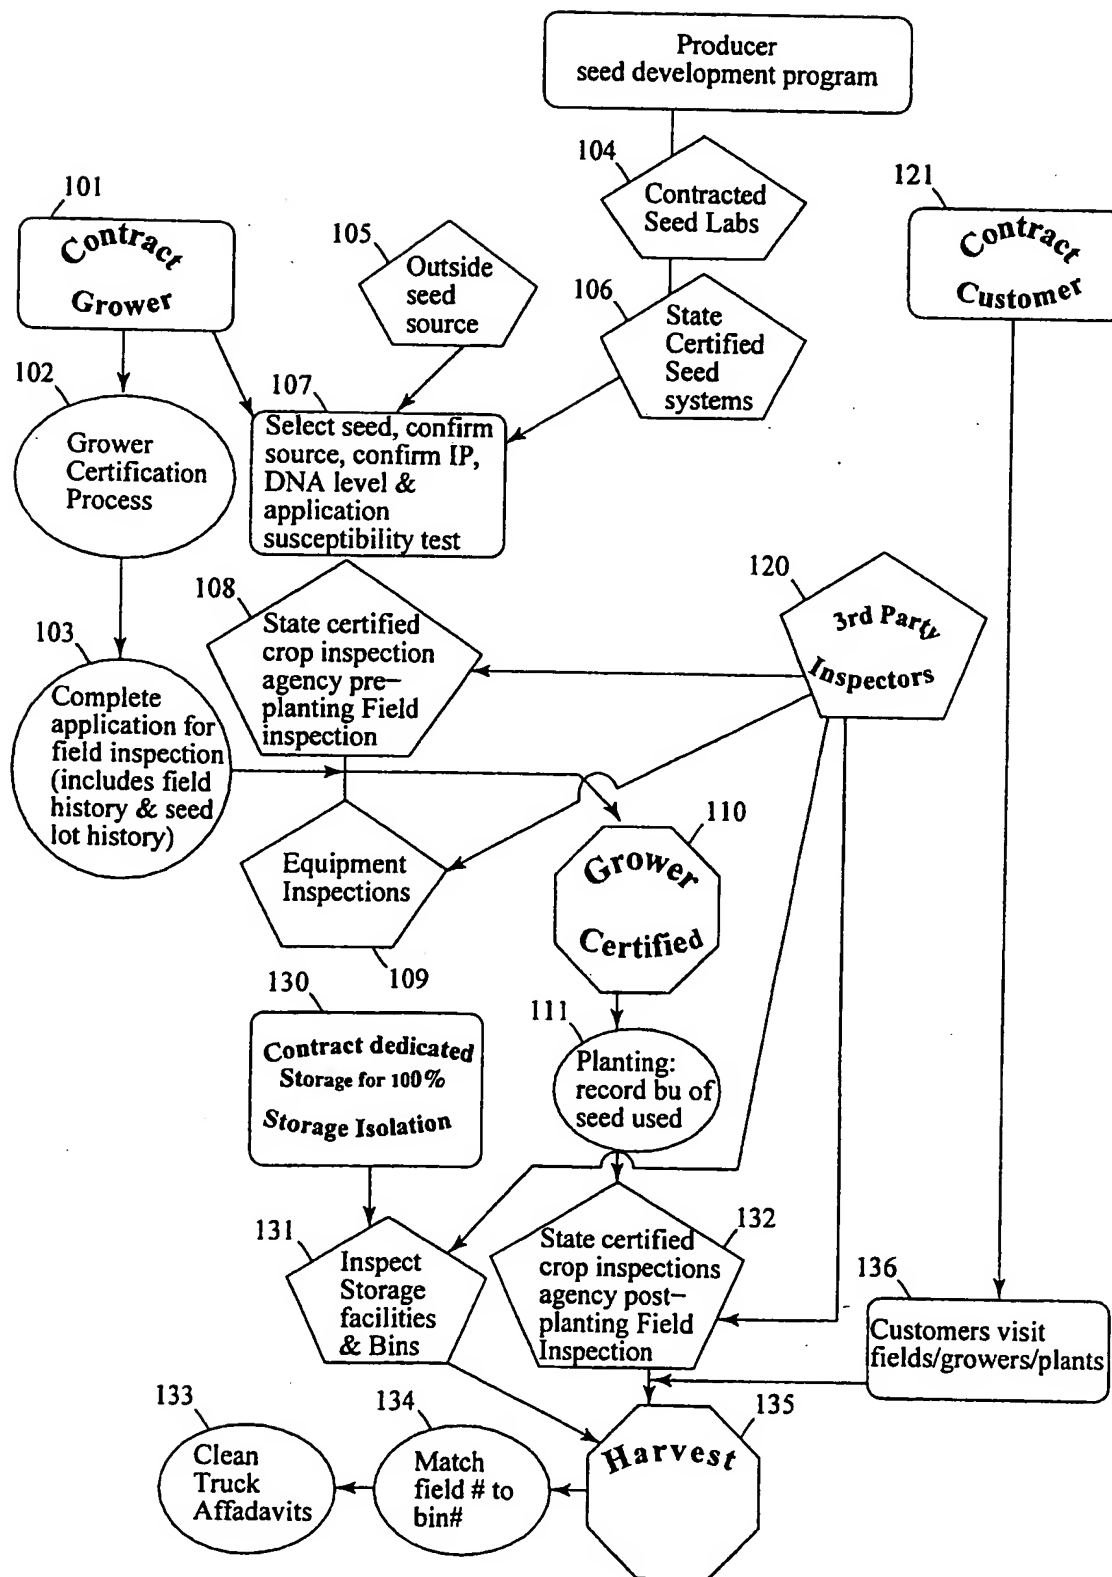 Producer
seed development program
104
Contracted
Seed Labs
101
Contract
Grower
105
Outside
seed
source
106
State
Certified
Seed
systems
121
Contract
Customer
102
Grower
Certification
Process
107
Select seed, confirm
source, confirm IP,
DNA level &
application
susceptibility test
108
State certified
crop inspection
agency pre-
planting Field
inspection
120
3rd Party
Inspectors
103
Complete
application for
field inspection
(includes field
history & seed
lot history)
Equipment
Inspections
109
110
Grower
Certified
130
Contract dedicated
Storage for 100%
Storage Isolation
111
Planting:
record bu of
seed used
131
Inspect
Storage
facilities
& Bins
132
State certified
crop inspections
agency post-
planting Field
Inspection
136
Customers visit
fields/growers/plants
133
Clean
Truck
Affadavits
134
Match
field # to
bin#
135
Harvest